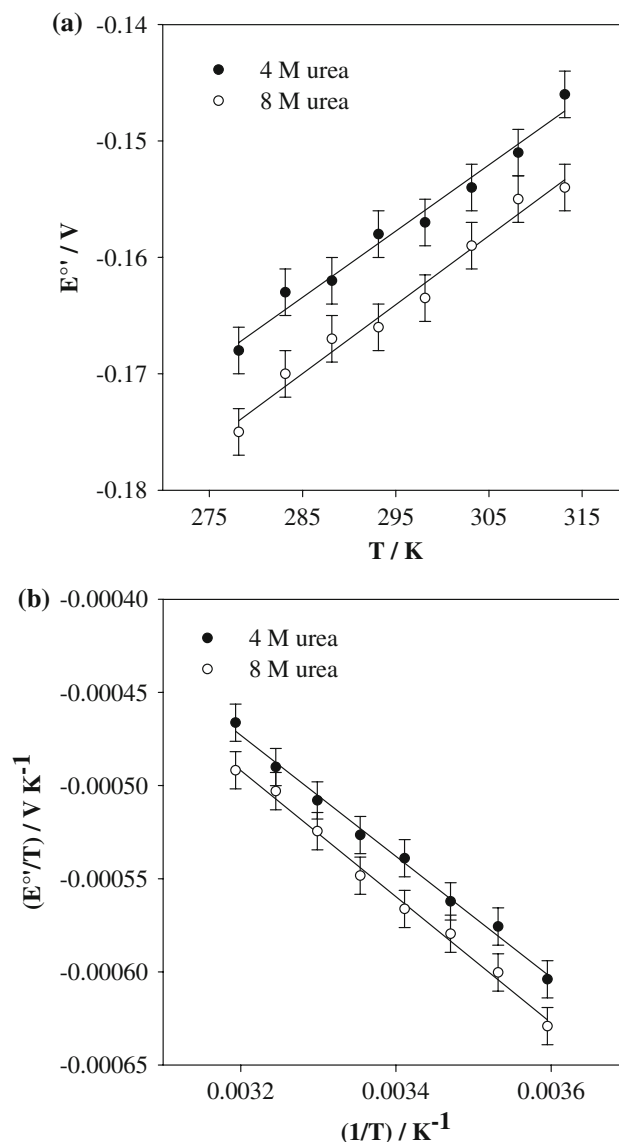 (a)
-0.14
4 M urea
8 M urea
-0.15
-0.16
-0.17
-0.18
E°' / V
275 285 295 305 315
T / K
(b)
-0.00040
4 M urea
8 M urea
-0.00045
-0.00050
-0.00055
-0.00060
-0.00065
(E°'/T) / V K-1
0.0032 0.0034 0.0036
(1/T) / K-1